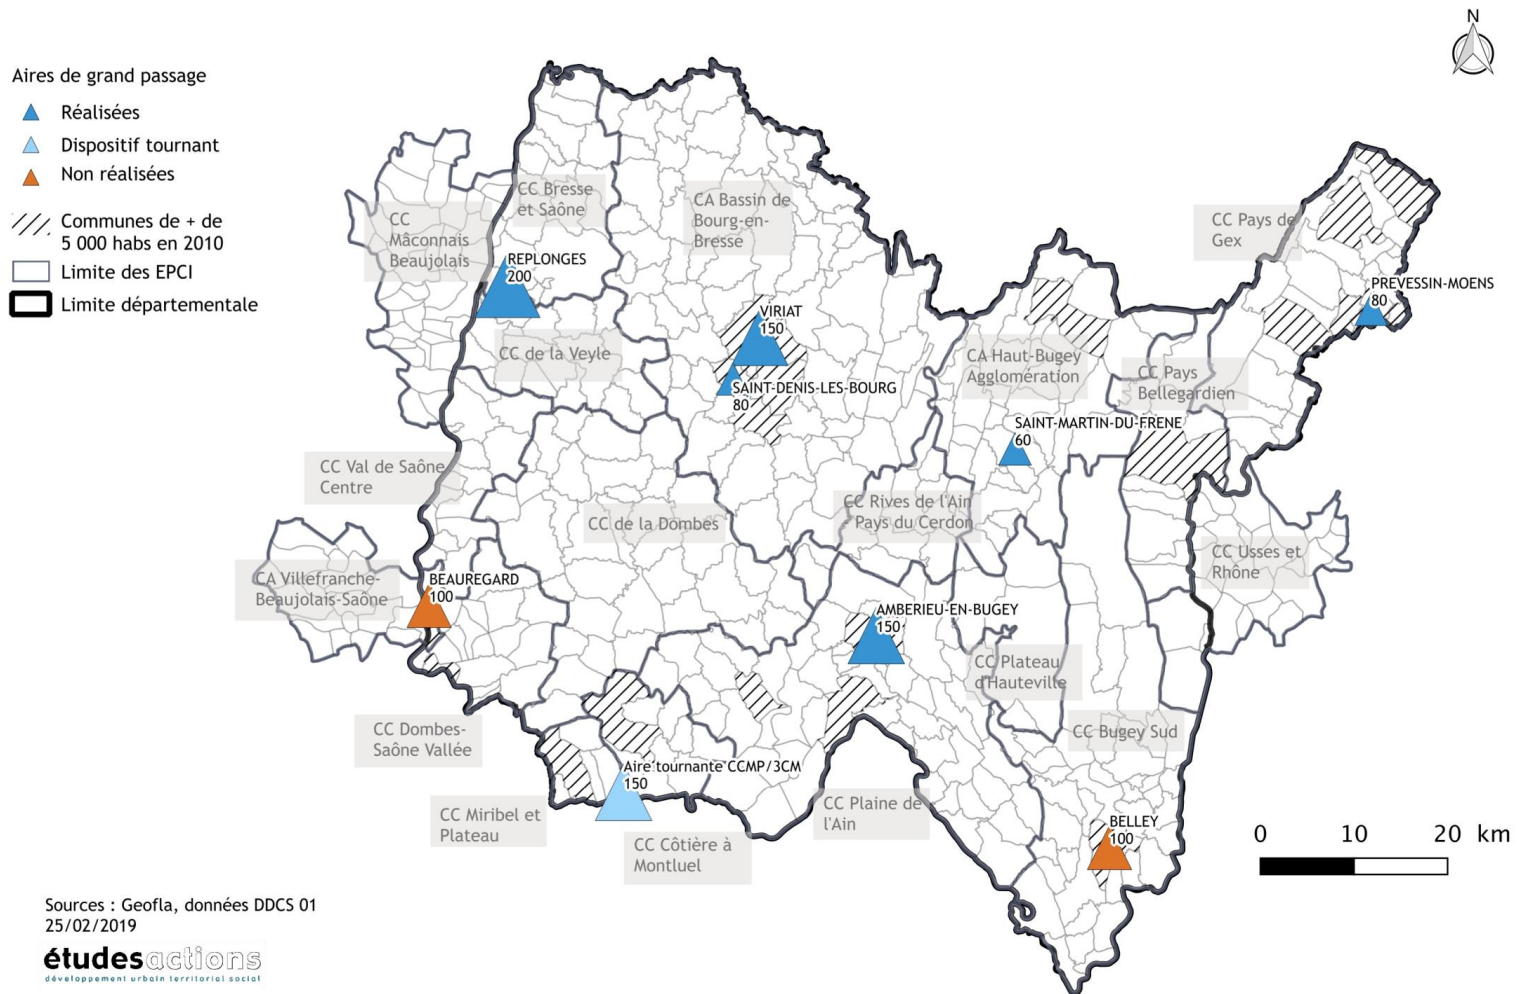 N
Aires de grand passage
Réalisées
Dispositif tournant
Non réalisées
Communes de + de
5 000 habs en 2010
Limite des EPCI
Limite départementale
CC
Mâconnais
Beaujolais
CC Bresse
et Saône
CA Bassin de
Bourg-en-
Bresse
CC Pays de
Gex
REPLONGES
200
PREVESSIN-MOENS
80
VIRIAT
150
CC de la Veyle
CA Haut-Bugey
Agglomération
CC Pays
Bellegardien
SAINT-DENIS-LES-BOURG
80
SAINT-MARTIN-DU-FRENE
60
CC Val de Saône
Centre
CC de la Dombes
CC Rives de l'Ain
- Pays du Cerdon
CC Usses et
Rhône
CA Villefranche-
Beaujolais-Saône
BEAUREGARD
100
AMBERIEU-EN-BUGEY
150
CC Plateau
d'Hauteville
CC Dombes-
Saône Vallée
CC Bugey Sud
Aire tournante CCMP/3CM
150
CC Miribel et
Plateau
CC Plaine de
l'Ain
CC Côtière à
Montluel
BELLEY
100
0 10 20 km
Sources : Geofla, données DDCS 01
25/02/2019
étudesactions
développement urbain territorial social